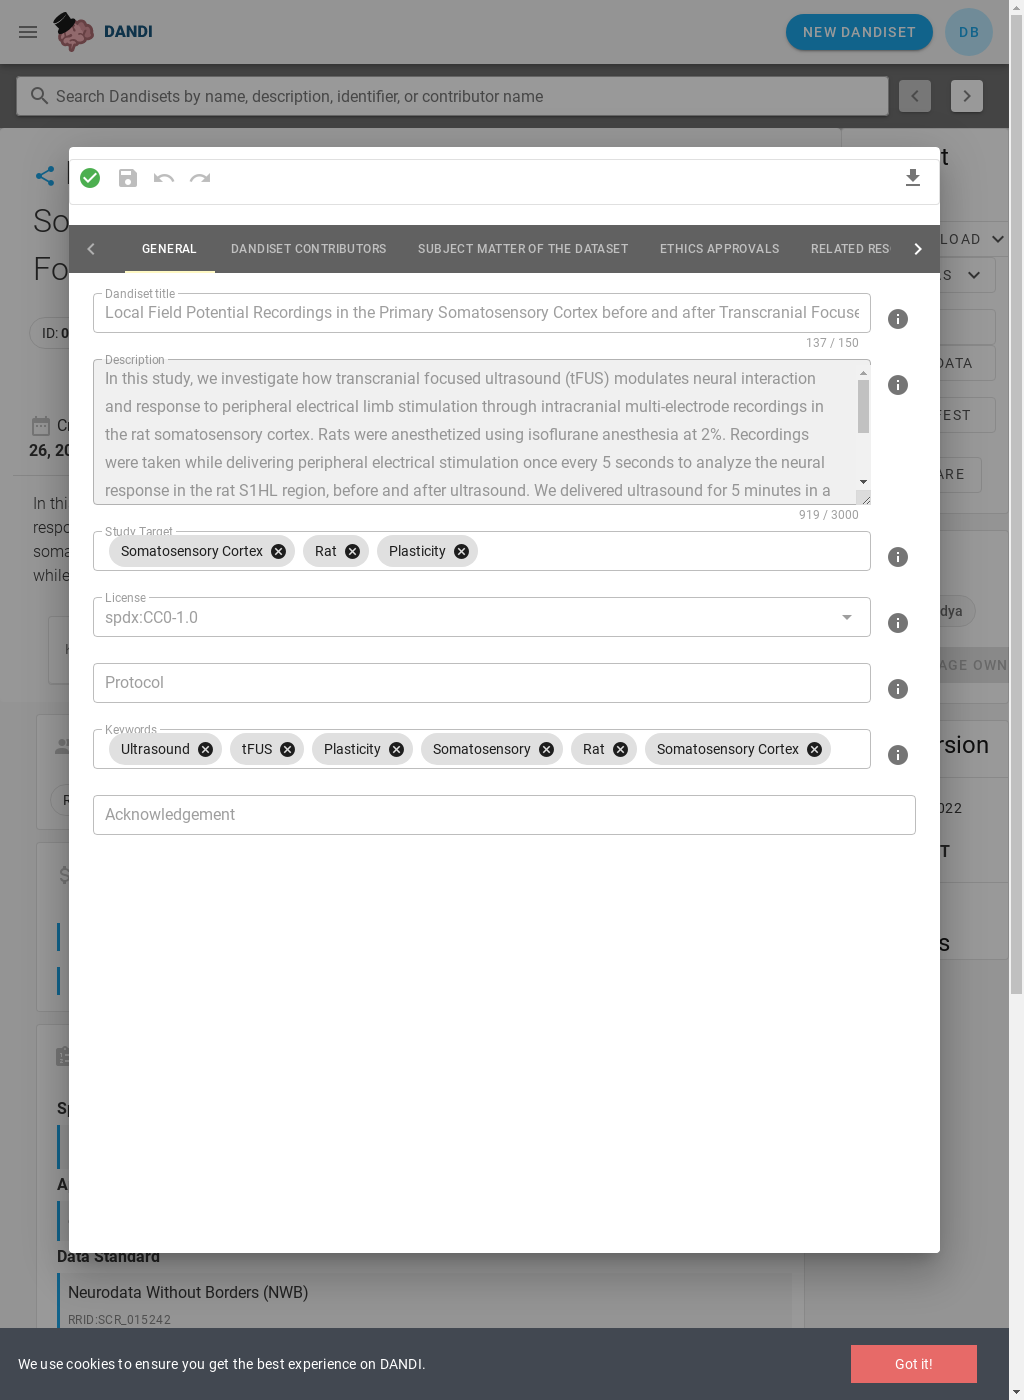 DANDI
NEW DANDISET
DB
Search Dandisets by name, description, identifier, or contributor name
So
Fo
ID: 0
26, 20
In thi
respo
soma
while
GENERAL
DANDISET CONTRIBUTORS
SUBJECT MATTER OF THE DATASET
ETHICS APPROVALS
RELATED RES
Dandiset title
Local Field Potential Recordings in the Primary Somatosensory Cortex before and after Transcranial Focuse
137 / 150
Description
In this study, we investigate how transcranial focused ultrasound (tFUS) modulates neural interaction
and response to peripheral electrical limb stimulation through intracranial multi-electrode recordings in
the rat somatosensory cortex. Rats were anesthetized using isoflurane anesthesia at 2%. Recordings
were taken while delivering peripheral electrical stimulation once every 5 seconds to analyze the neural
response in the rat S1HL region, before and after ultrasound. We delivered ultrasound for 5 minutes in a
919 / 3000
Study Target
Somatosensory Cortex
Rat
Plasticity
License
spdx:CC0-1.0
Protocol
Keywords
Ultrasound
tFUS
Plasticity
Somatosensory
Rat
Somatosensory Cortex
Acknowledgement
LOAD
S
DATA
FEST
ARE
dya
AGE OWN
rsion
022
T
s
Data Standard
Neurodata Without Borders (NWB)
RRID:SCR_015242
We use cookies to ensure you get the best experience on DANDI.
Got it!